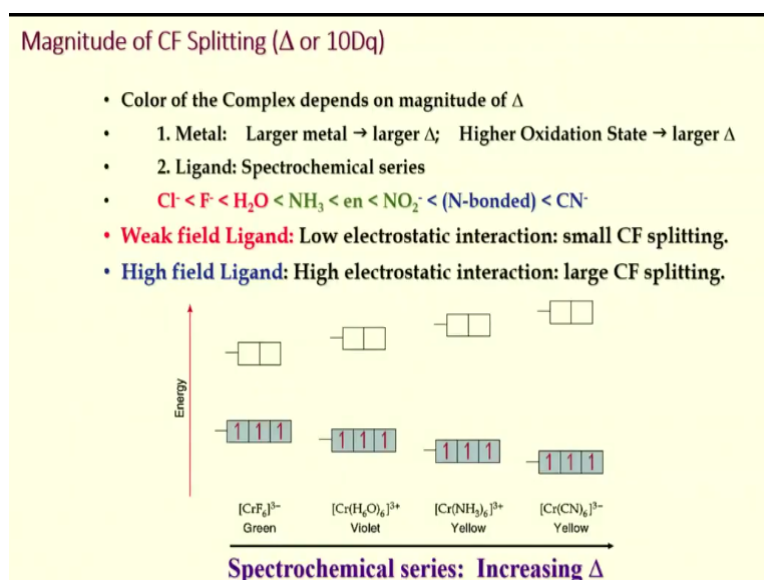 Magnitude of CF Splitting (Δ or 10Dq)
• Color of the Complex depends on magnitude of Δ
• 1. Metal: Larger metal → larger Δ; Higher Oxidation State → larger Δ
• 2. Ligand: Spectrochemical series
• Cl⁻ < F⁻ < H₂O < NH₃ < en < NO₂⁻ < (N-bonded) < CN⁻
• Weak field Ligand: Low electrostatic interaction: small CF splitting.
• High field Ligand: High electrostatic interaction: large CF splitting.
Energy
1 1 1
1 1 1
1 1 1
1 1 1
[CrF₆]³⁻ [Cr(H₆O)₆]³⁺ [Cr(NH₃)₆]³⁺ [Cr(CN)₆]³⁻
Green Violet Yellow Yellow
Spectrochemical series: Increasing Δ